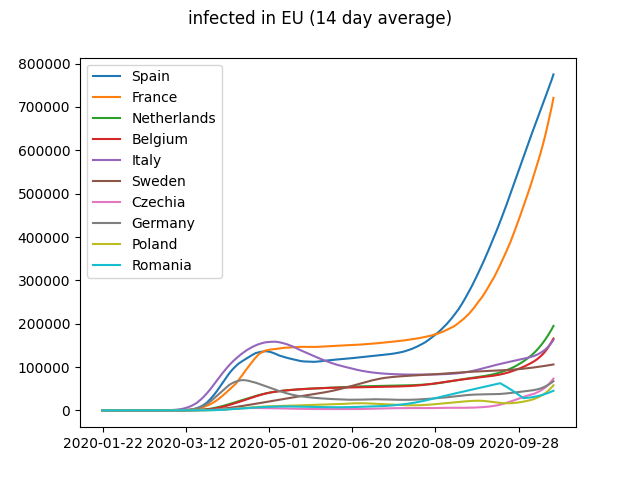 infected in EU (14 day average)
800000
700000
600000
500000
400000
300000
200000
100000
0
Spain
France
Netherlands
Belgium
Italy
Sweden
Czechia
Germany
Poland
Romania
2020-01-22 2020-03-12 2020-05-01 2020-06-20 2020-08-09 2020-09-28